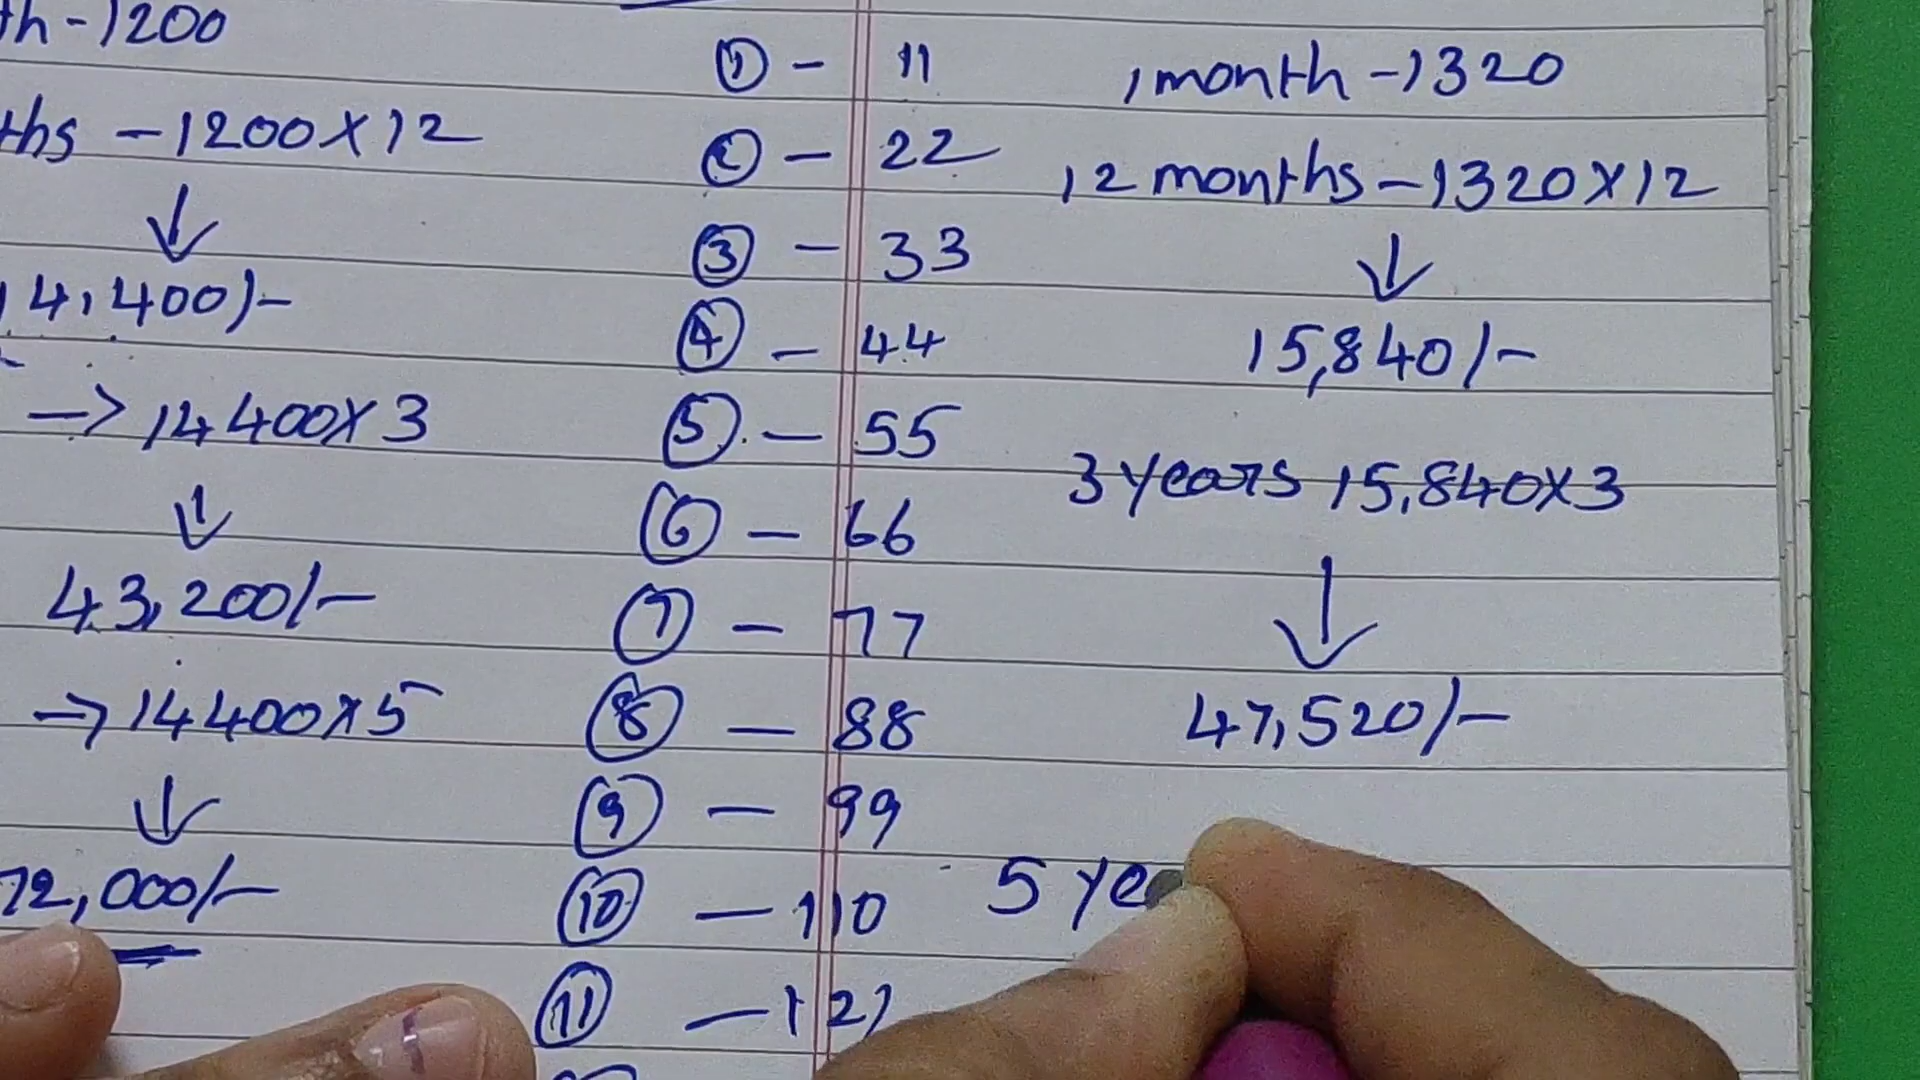 th - 1200
ths - 1200 X 12
14,400/-
→ 14400 X 3
43,200/-
→ 14400 X 5
72,000/-
① - 11
② - 22
③ - 33
④ - 44
⑤ - 55
⑥ - 66
⑦ - 77
⑧ - 88
⑨ - 99
⑩ - 110
⑪ - 121
1 month - 1320
12 months - 1320 X 12
15,840/-
3 years 15,840 X 3
47,520/-
5 yea